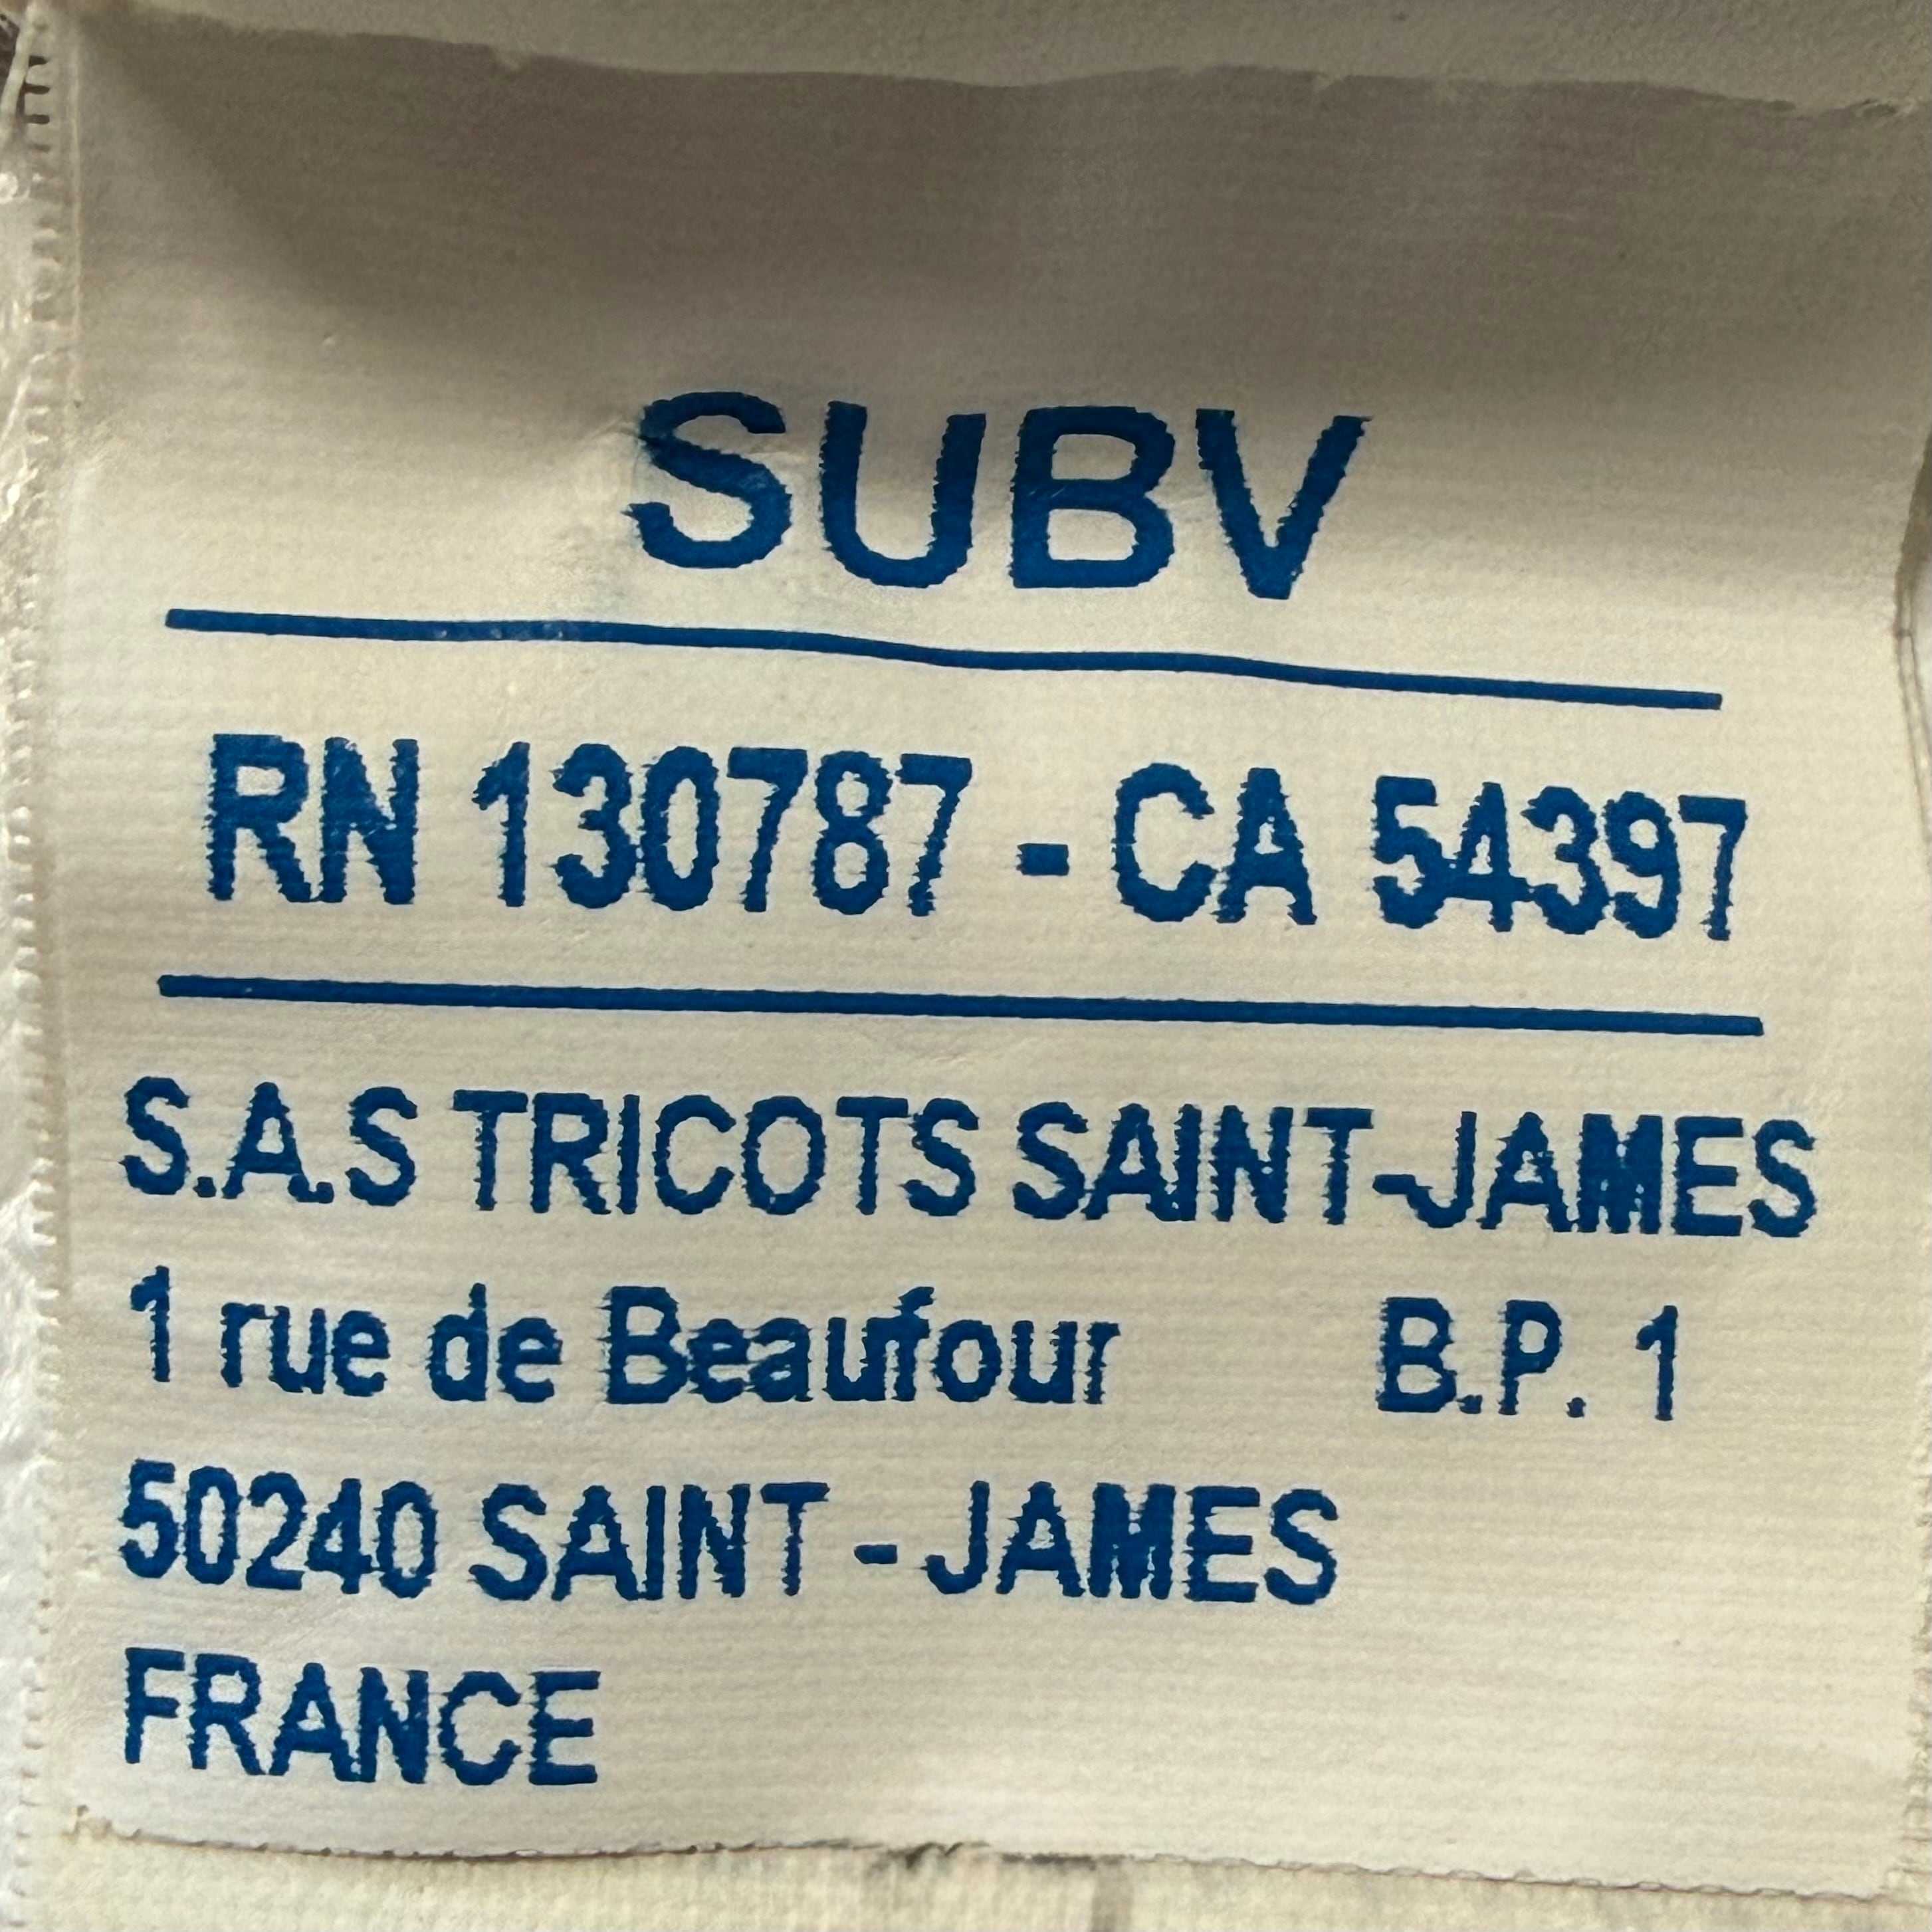 SUBV
RN 130787 - CA 54397
S.A.S TRICOTS SAINT-JAMES
1 rue de Beaufour B.P. 1
50240 SAINT - JAMES
FRANCE